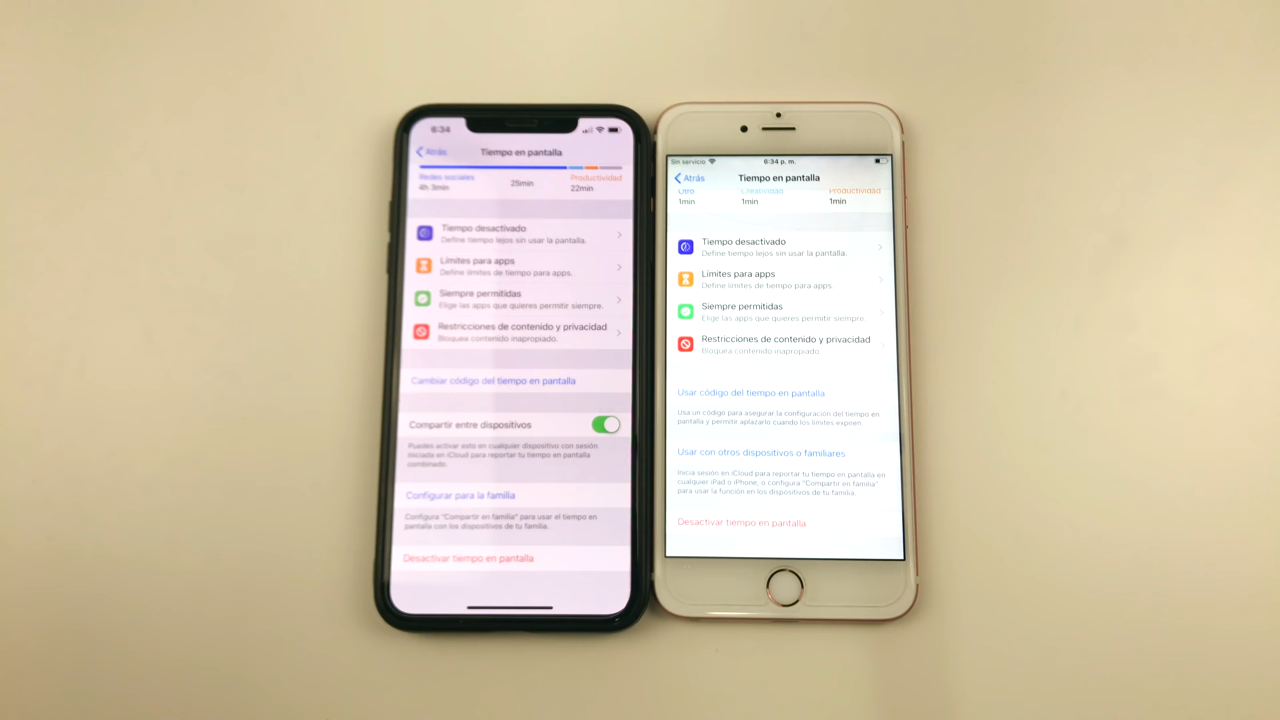 6:34
Atrás
Tiempo en pantalla
Redes sociales
4h 3min
25min
Productividad
22min
Tiempo desactivado
Define tiempo lejos sin usar la pantalla.
Límites para apps
Define límites de tiempo para apps.
Siempre permitidas
Elige las apps que quieres permitir siempre.
Restricciones de contenido y privacidad
Bloquea contenido inapropiado.
Cambiar código del tiempo en pantalla
Compartir entre dispositivos
Puedes activar esto en cualquier dispositivo con sesión
iniciada en iCloud para reportar tu tiempo en pantalla
combinado.
Configurar para la familia
Configura "Compartir en familia" para usar el tiempo en
pantalla con los dispositivos de tu familia.
Desactivar tiempo en pantalla
Sin servicio
6:34 p. m.
Atrás
Tiempo en pantalla
Otro
1min
Creatividad
1min
Productividad
1min
Tiempo desactivado
Define tiempo lejos sin usar la pantalla.
Límites para apps
Define límites de tiempo para apps.
Siempre permitidas
Elige las apps que quieres permitir siempre.
Restricciones de contenido y privacidad
Bloquea contenido inapropiado.
Usar código del tiempo en pantalla
Usa un código para asegurar la configuración del tiempo en
pantalla y permitir aplazarlo cuando los límites expiren.
Usar con otros dispositivos o familiares
Inicia sesión en iCloud para reportar tu tiempo en pantalla en
cualquier iPad o iPhone, o configura "Compartir en familia"
para usar la función en los dispositivos de tu familia.
Desactivar tiempo en pantalla